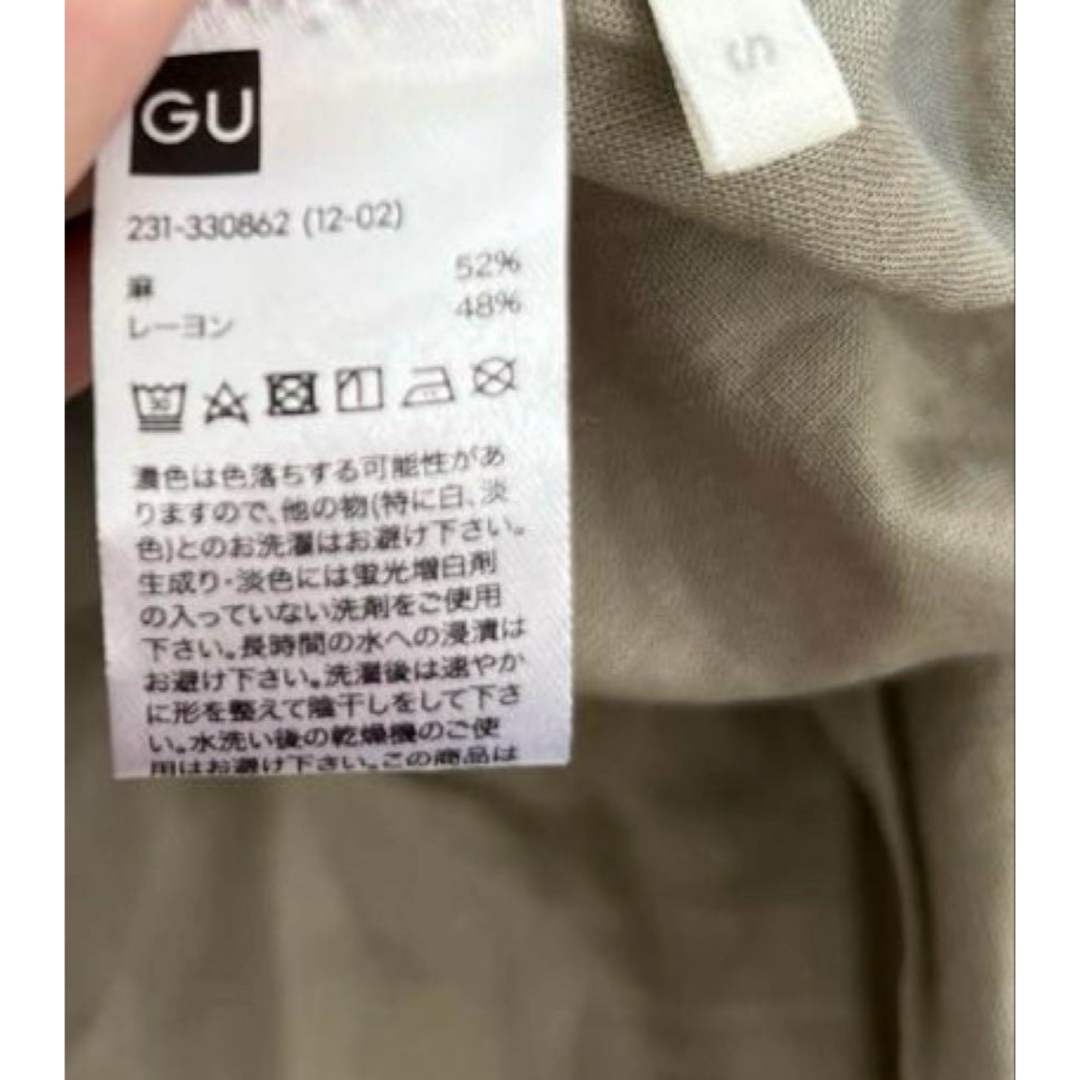 GU
S
231-330862 (12-02)
麻 52%
レーヨン 48%
30
濃色は色落ちする可能性があ
りますので、他の物(特に白、淡
色)とのお洗濯はお避け下さい。
生成り・淡色には蛍光増白剤
の入っていない洗剤をご使用
下さい。長時間の水への浸漬は
お避け下さい。洗濯後は速やか
に形を整えて陰干しをして下さ
い。水洗い後の乾燥機のご使
用はお避け下さい。この商品は